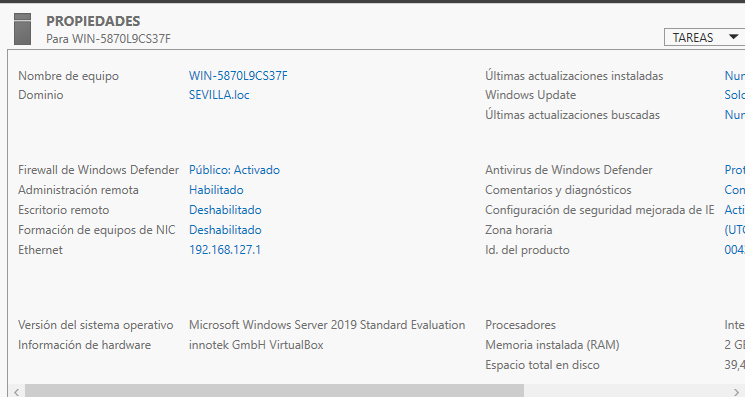 PROPIEDADES
Para WIN-5870L9CS37F
TAREAS
Nombre de equipo WIN-5870L9CS37F Últimas actualizaciones instaladas Nun
Dominio SEVILLA.loc Windows Update Solo
Últimas actualizaciones buscadas Nun
Firewall de Windows Defender Público: Activado Antivirus de Windows Defender Prot
Administración remota Habilitado Comentarios y diagnósticos Con
Escritorio remoto Deshabilitado Configuración de seguridad mejorada de IE Acti
Formación de equipos de NIC Deshabilitado Zona horaria (UTC
Ethernet 192.168.127.1 Id. del producto 004
Versión del sistema operativo Microsoft Windows Server 2019 Standard Evaluation Procesadores Inte
Información de hardware innotek GmbH VirtualBox Memoria instalada (RAM) 2 GB
Espacio total en disco 39,4